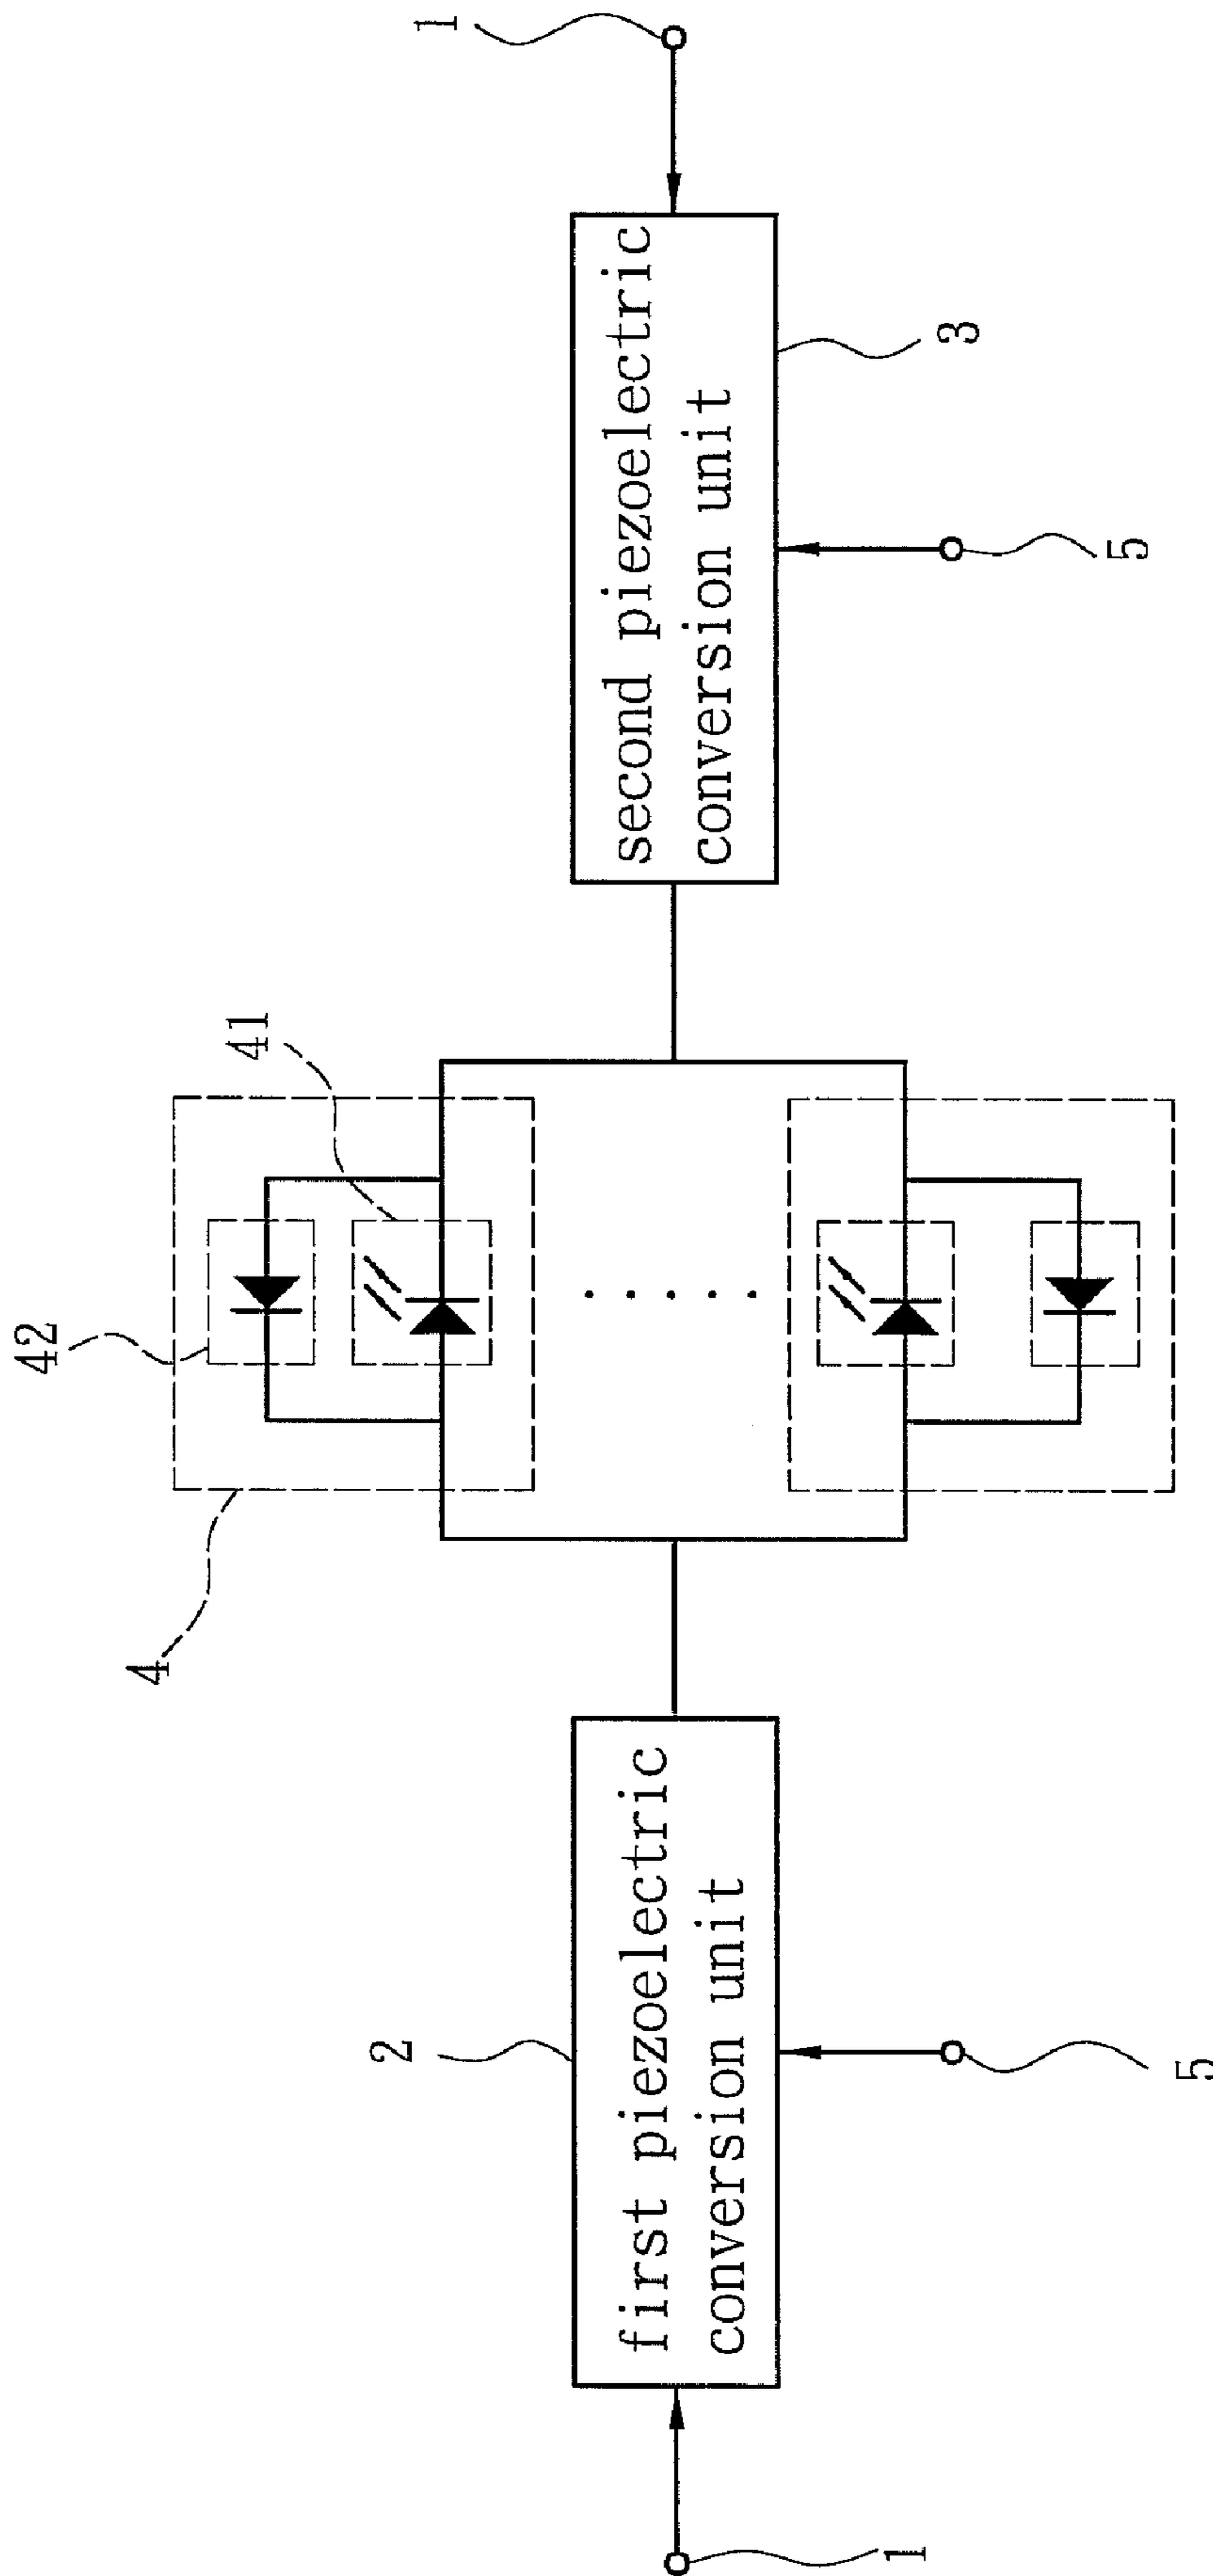 1
2
first piezoelectric
conversion unit
5
4
42
41
second piezoelectric
conversion unit
3
5
1